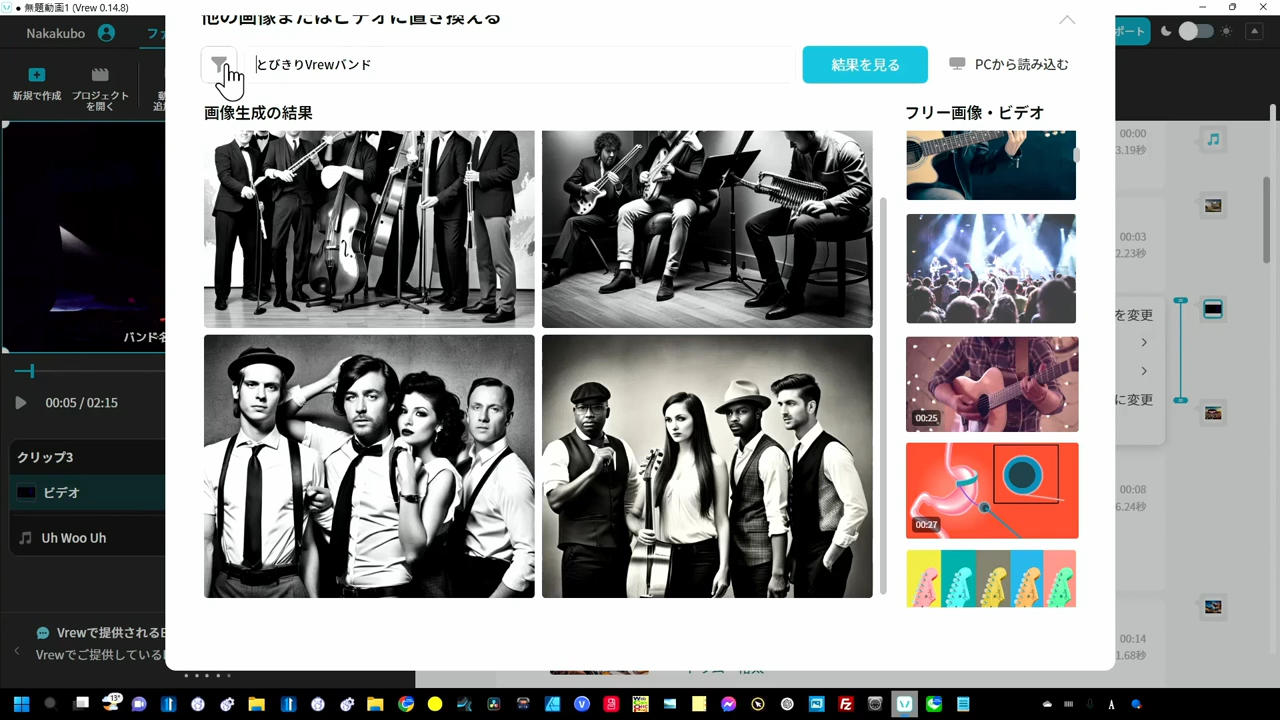 無題動画1 (Vrew 0.14.8)
Nakakubo
ファ
新規で作成
プロジェクト
を開く
追加
バンド名
00:05 / 02:15
クリップ3
ビデオ
Uh Woo Uh
Vrewで提供される
Vrewでご提供している
他の画像またはビデオに置き換える
とびきりVrewバンド
結果を見る
PCから読み込む
画像生成の結果
フリー画像・ビデオ
00:25
00:27
ポート
00:00
3.19秒
00:03
2.23秒
を変更
に変更
00:08
6.24秒
00:14
1.68秒
13°